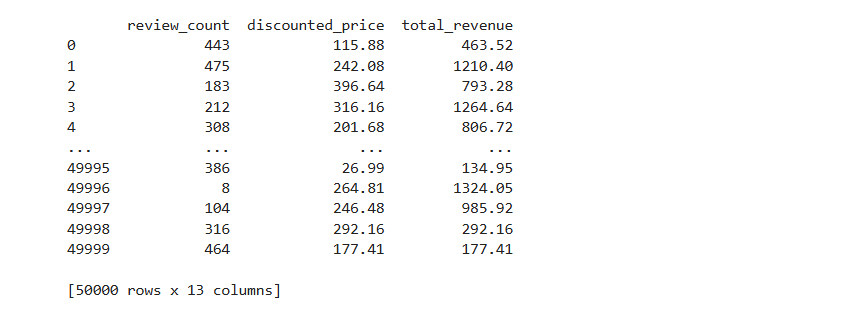 review_count discounted_price total_revenue
0 443 115.88 463.52
1 475 242.08 1210.40
2 183 396.64 793.28
3 212 316.16 1264.64
4 308 201.68 806.72
... ... ... ...
49995 386 26.99 134.95
49996 8 264.81 1324.05
49997 104 246.48 985.92
49998 316 292.16 292.16
49999 464 177.41 177.41
[50000 rows x 13 columns]